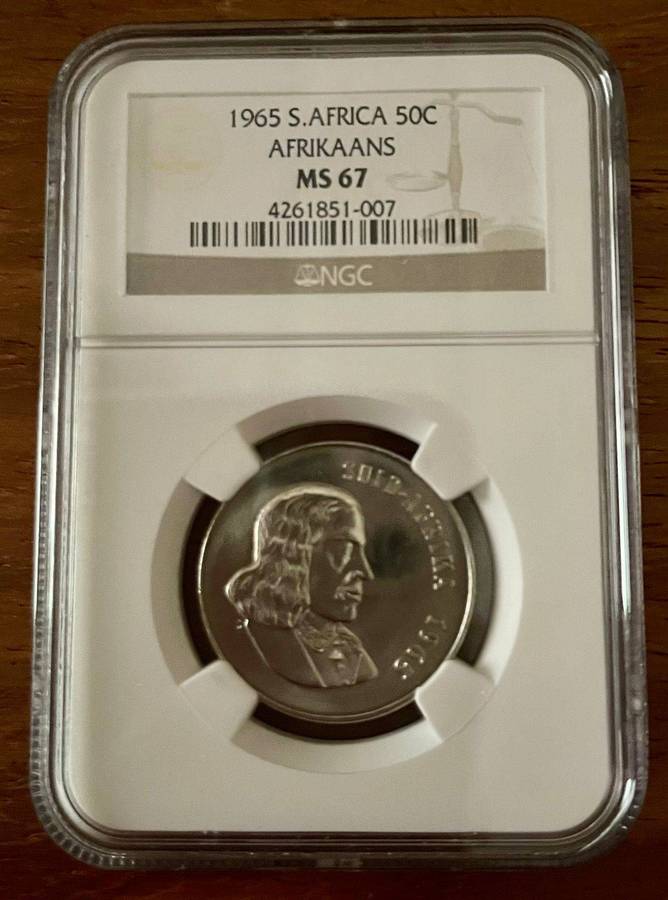 1965 S.AFRICA 50C
AFRIKAANS
MS 67
4261851-007
NGC
SUID-AFRIKA 1965